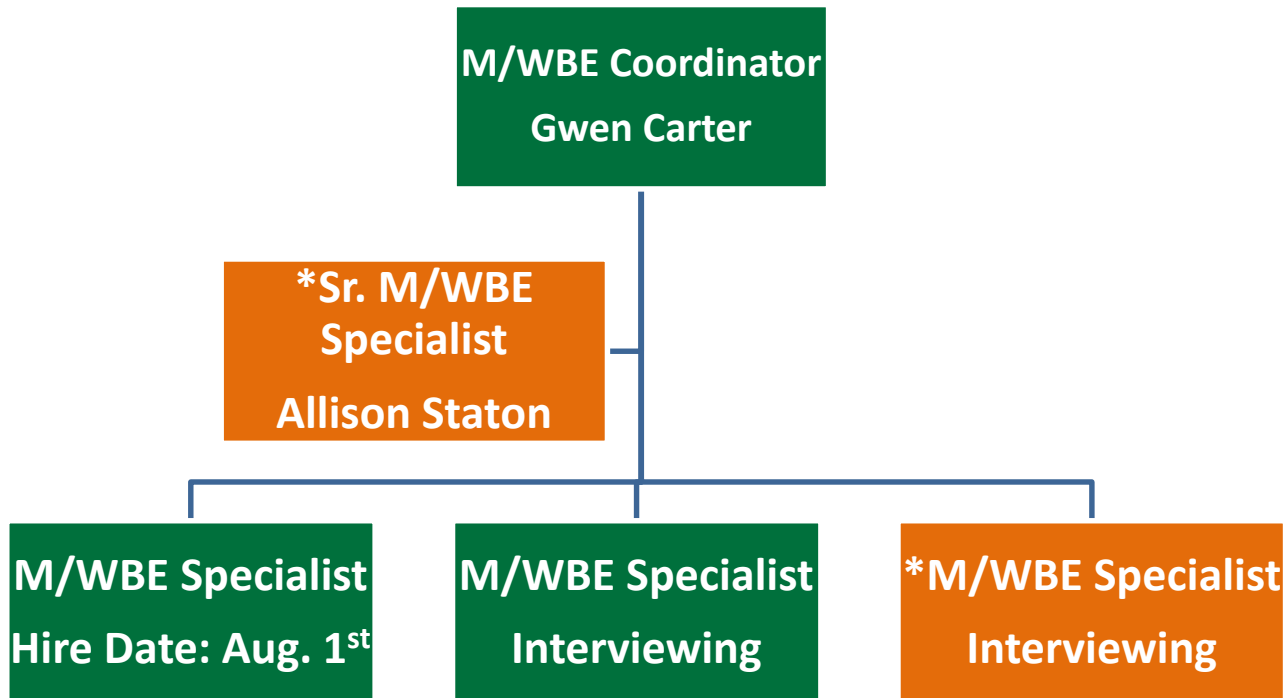 M/WBE Coordinator
Gwen Carter
*Sr. M/WBE
Specialist
Allison Staton
M/WBE Specialist
Hire Date: Aug. 1st
M/WBE Specialist
Interviewing
*M/WBE Specialist
Interviewing